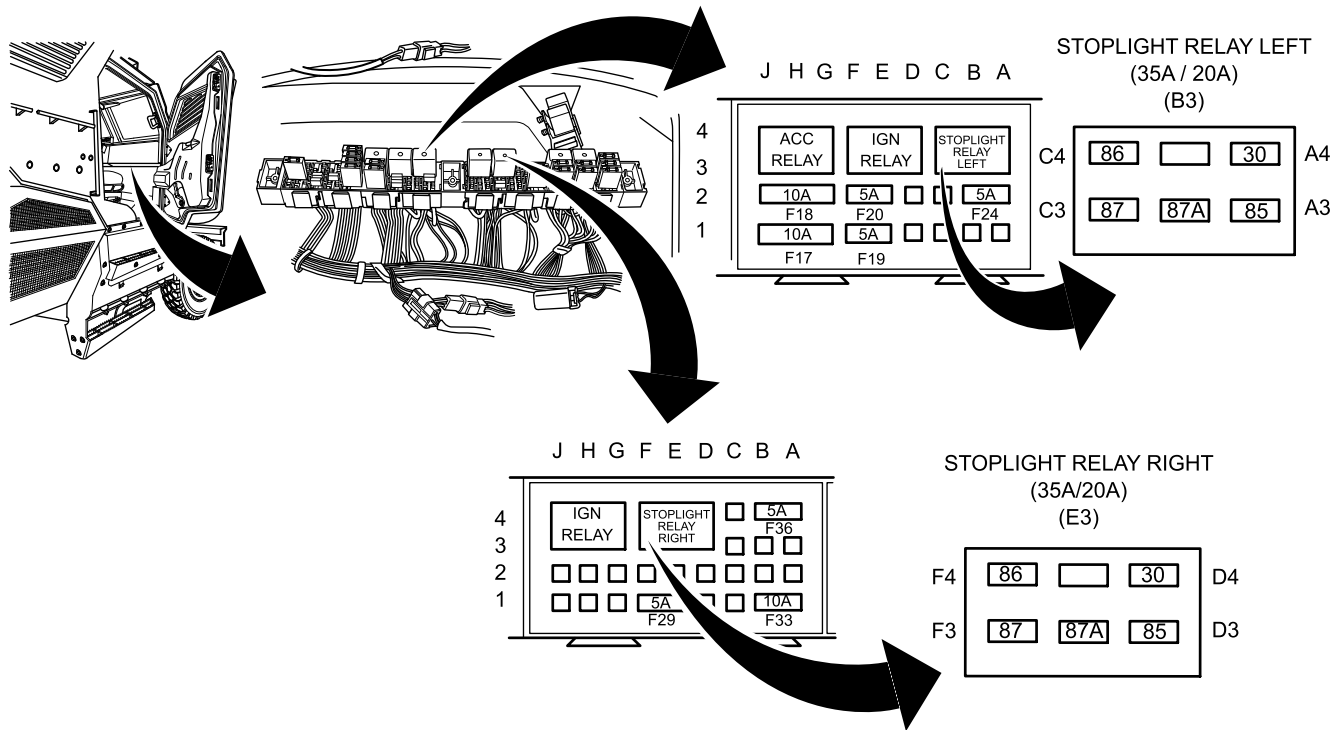 STOPLIGHT RELAY LEFT
(35A / 20A)
(B3)
J H G F E D C B A
4
3
2
1
ACC
RELAY
IGN
RELAY
STOPLIGHT
RELAY
LEFT
10A
F18
5A
F20
5A
F24
10A
F17
5A
F19
C4 86 30 A4
C3 87 87A 85 A3
J H G F E D C B A
4
3
2
1
IGN
RELAY
STOPLIGHT
RELAY
RIGHT
5A
F36
5A
F29
10A
F33
STOPLIGHT RELAY RIGHT
(35A/20A)
(E3)
F4 86 30 D4
F3 87 87A 85 D3